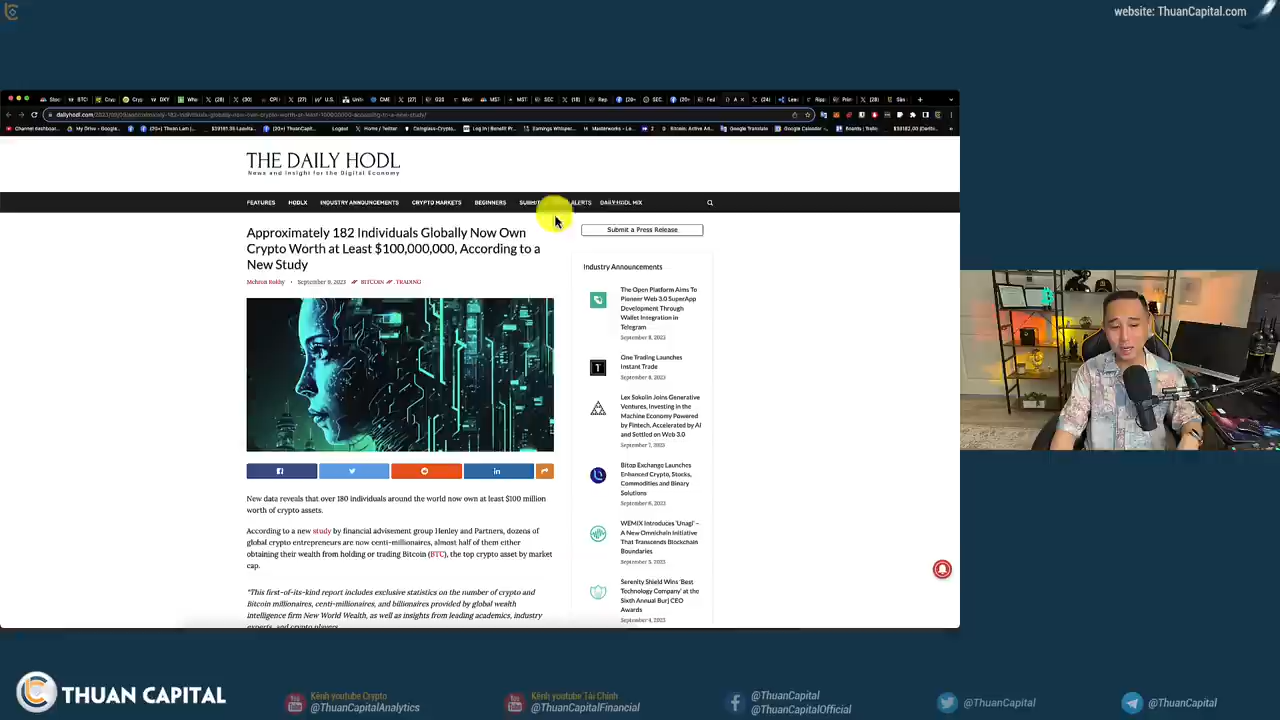 website: ThuanCapital.com
THE DAILY HODL
News and Insight for the Digital Economy
FEATURES HODLX INDUSTRY ANNOUNCEMENTS CRYPTO MARKETS BEGINNERS ALERTS DAILY HODL MIX
Approximately 182 Individuals Globally Now Own
Crypto Worth at Least $100,000,000, According to a
New Study
September 9, 2023 BITCOIN TRADING
New data reveals that over 180 individuals around the world now own at least $100 million
worth of crypto assets.
According to a new study by financial advisement group Henley and Partners, dozens of
global crypto entrepreneurs are now centi-millionaires, almost half of them either
obtaining their wealth from holding or trading Bitcoin (BTC), the top crypto asset by market
cap.
"This first-of-its-kind report includes exclusive statistics on the number of crypto and
Bitcoin millionaires, centi-millionaires, and billionaires provided by global wealth
intelligence firm New World Wealth, as well as insights from leading academics, industry
experts, and crypto players.
Submit a Press Release
Industry Announcements
The Open Platform Aims To
Pioneer Web 3.0 SuperApp
Development Through
Wallet Integration in
Telegram
September 8, 2023
One Trading Launches
Instant Trade
September 8, 2023
Lex Sokolin Joins Generative
Ventures, Investing in the
Machine Economy Powered
by Fintech, Accelerated by AI
and Settled on Web 3.0
September 7, 2023
Bitop Exchange Launches
Enhanced Crypto, Stocks,
Commodities and Binary
Solutions
September 6, 2023
WEMIX Introduces 'Unagi' –
A New Omnichain Initiative
That Transcends Blockchain
Boundaries
September 5, 2023
Serenity Shield Wins 'Best
Technology Company' at the
Sixth Annual Burj CEO
Awards
September 4, 2023
THUAN CAPITAL
Kênh youtube Crypto
@ThuanCapitalAnalytics
Kênh youtube Tài Chính
@ThuanCapitalFinancial
@ThuanCapital
@ThuanCapitalOfficial
@ThuanCapital
@ThuanCapital